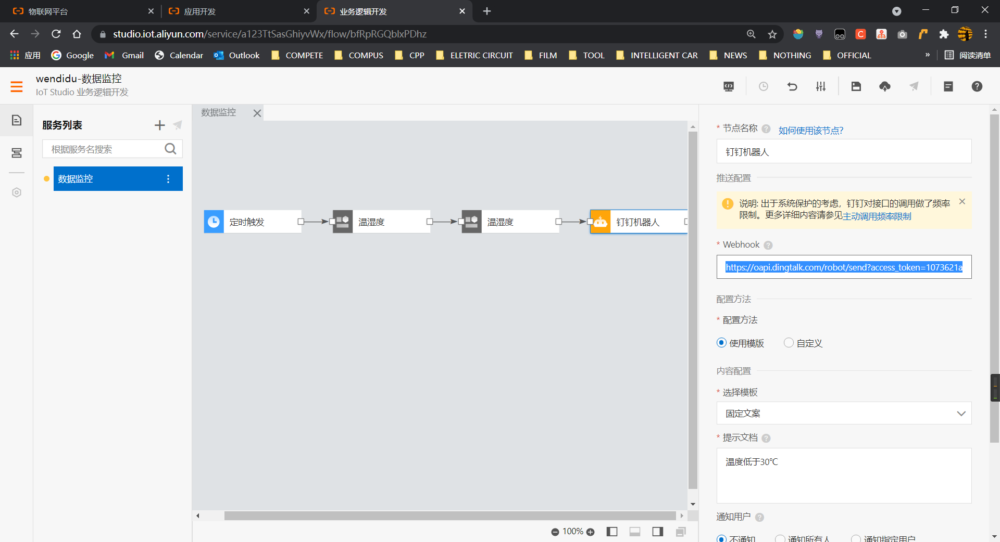 物联网平台
应用开发
业务逻辑开发
studio.iot.aliyun.com/service/a123TtSasGhiyvWx/flow/bfRpRGQblxPDhz
应用
Google
Gmail
Calendar
Outlook
COMPETE
COMPUS
CPP
ELETRIC CIRCUIT
FILM
TOOL
INTELLIGENT CAR
NEWS
NOTHING
OFFICIAL
»
阅读清单
wendidu-数据监控
IoT Studio 业务逻辑开发
服务列表
根据服务名搜索
数据监控
数据监控
定时触发
温湿度
温湿度
钉钉机器人
100%
* 节点名称
如何使用该节点?
钉钉机器人
推送配置
说明: 出于系统保护的考虑，钉钉对接口的调用做了频率
限制。更多详细内容请参见主动调用频率限制
* Webhook
https://oapi.dingtalk.com/robot/send?access_token=1073621a
配置方法
* 配置方法
使用模版
自定义
内容配置
* 选择模板
固定文案
* 提示文档
温度低于30℃
通知用户
不通知
通知所有人
通知指定用户